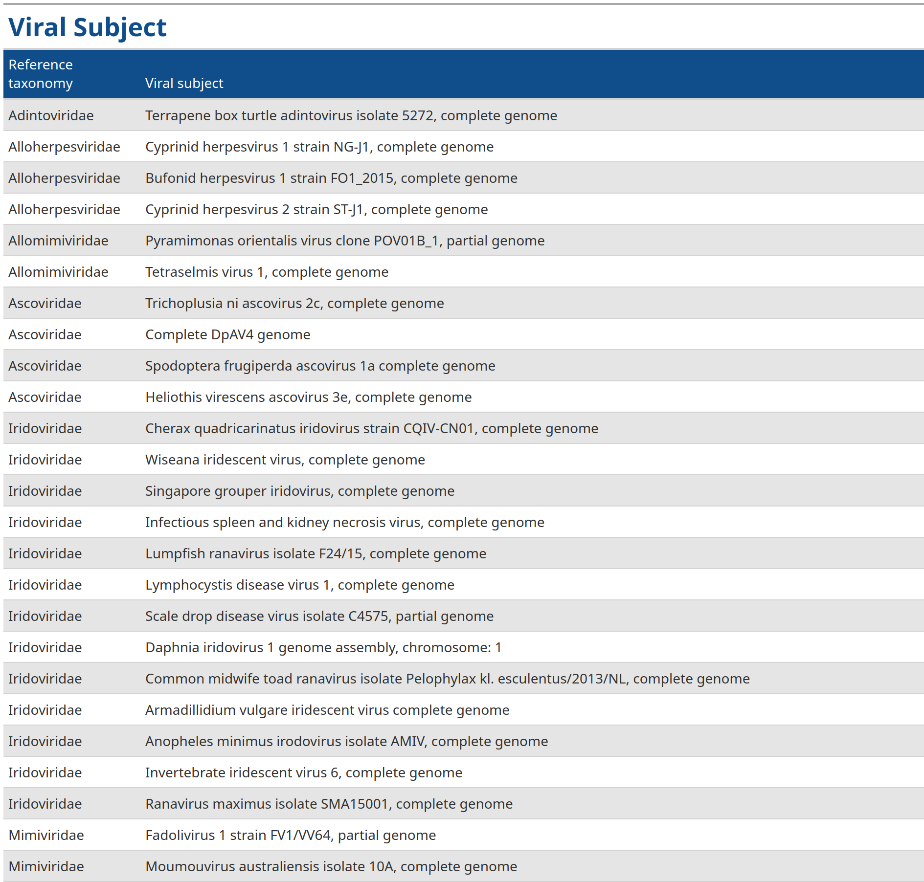 Viral Subject
Reference
taxonomy Viral subject
Adintoviridae Terrapene box turtle adintovirus isolate 5272, complete genome
Alloherpesviridae Cyprinid herpesvirus 1 strain NG-J1, complete genome
Alloherpesviridae Bufonid herpesvirus 1 strain FO1_2015, complete genome
Alloherpesviridae Cyprinid herpesvirus 2 strain ST-J1, complete genome
Allomimiviridae Pyramimonas orientalis virus clone POV01B_1, partial genome
Allomimiviridae Tetraselmis virus 1, complete genome
Ascoviridae Trichoplusia ni ascovirus 2c, complete genome
Ascoviridae Complete DpAV4 genome
Ascoviridae Spodoptera frugiperda ascovirus 1a complete genome
Ascoviridae Heliothis virescens ascovirus 3e, complete genome
Iridoviridae Cherax quadricarinatus iridovirus strain CQIV-CN01, complete genome
Iridoviridae Wiseana iridescent virus, complete genome
Iridoviridae Singapore grouper iridovirus, complete genome
Iridoviridae Infectious spleen and kidney necrosis virus, complete genome
Iridoviridae Lumpfish ranavirus isolate F24/15, complete genome
Iridoviridae Lymphocystis disease virus 1, complete genome
Iridoviridae Scale drop disease virus isolate C4575, partial genome
Iridoviridae Daphnia iridovirus 1 genome assembly, chromosome: 1
Iridoviridae Common midwife toad ranavirus isolate Pelophylax kl. esculentus/2013/NL, complete genome
Iridoviridae Armadillidium vulgare iridescent virus complete genome
Iridoviridae Anopheles minimus irodovirus isolate AMIV, complete genome
Iridoviridae Invertebrate iridescent virus 6, complete genome
Iridoviridae Ranavirus maximus isolate SMA15001, complete genome
Mimiviridae Fadolivirus 1 strain FV1/VV64, partial genome
Mimiviridae Moumouvirus australiensis isolate 10A, complete genome